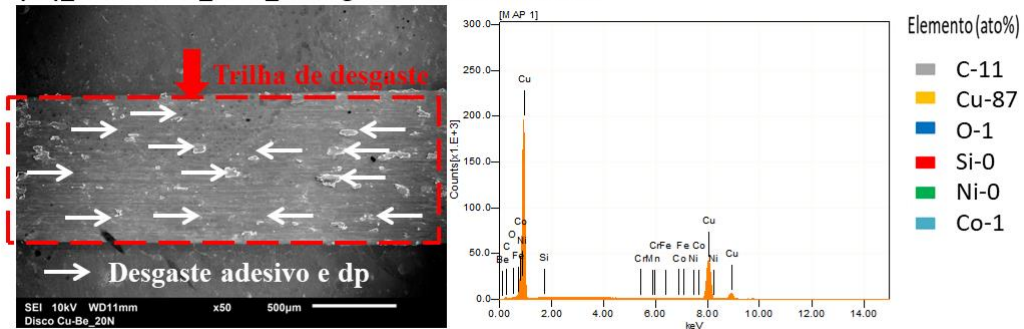 Trilha de desgaste
Desgaste adesivo e dp
SEI 10kV WD11mm x50 500µm
Disco Cu-Be_20N
[MAP 1]
300.0
250.0
200.0
150.0
100.0
50.0
0.0
Counts[x1.E+3]
Cu
Co
O
Ni
C
Fe
Be
Si
Cr Fe Fe Co
Cr Mn Co Ni Ni
Cu
Cu
0.00 2.00 4.00 6.00 8.00 10.00 12.00 14.00
keV
Elemento (ato%)
C-11
Cu-87
O-1
Si-0
Ni-0
Co-1